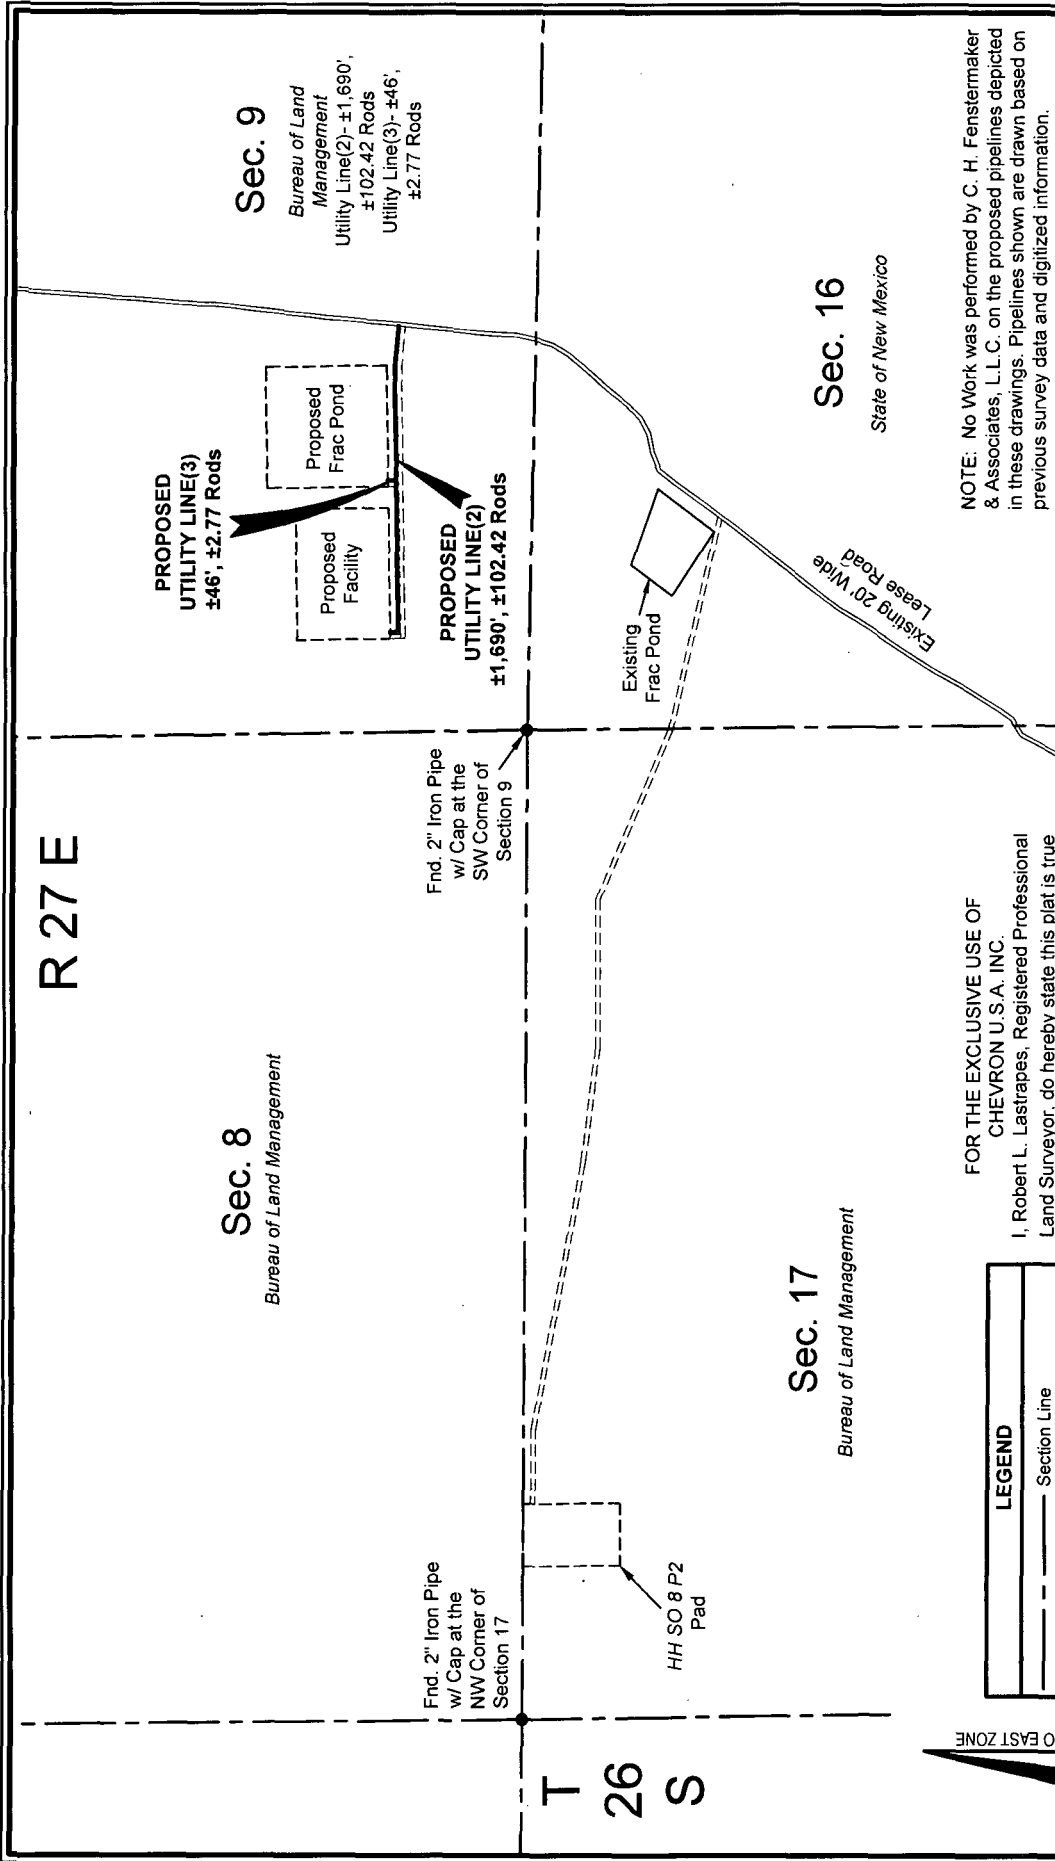 R 27 E
Sec. 8
Bureau of Land Management
Sec. 9
Bureau of Land
Management
Utility Line(2)- ±1,690',
±102.42 Rods
Utility Line(3)- ±46',
±2.77 Rods
PROPOSED
UTILITY LINE(3)
±46', ±2.77 Rods
Proposed
Facility
Proposed
Frac Pond
PROPOSED
UTILITY LINE(2)
±1,690', ±102.42 Rods
Fnd. 2" Iron Pipe
w/ Cap at the
NW Corner of
Section 17
Fnd. 2" Iron Pipe
w/ Cap at the
SW Corner of
Section 9
T
26
S
HH SO 8 P2
Pad
Existing
Frac Pond
Existing 20' Wide
Lease Road
Sec. 17
Bureau of Land Management
Sec. 16
State of New Mexico
O EAST ZONE
LEGEND
Section Line
FOR THE EXCLUSIVE USE OF
CHEVRON U.S.A. INC.
I, Robert L. Lastrapes, Registered Professional
Land Surveyor, do hereby state this plat is true
NOTE: No Work was performed by C. H. Fenstermaker
& Associates, L.L.C. on the proposed pipelines depicted
in these drawings. Pipelines shown are drawn based on
previous survey data and digitized information.